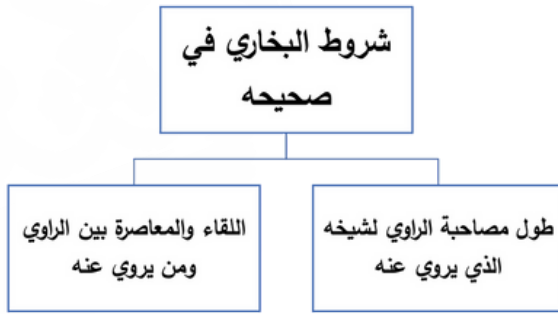 شروط البخاري في
صحيحه
طول مصاحبة الراوي لشيخه
الذي يروي عنه
اللقاء والمعاصرة بين الراوي
ومن يروي عنه